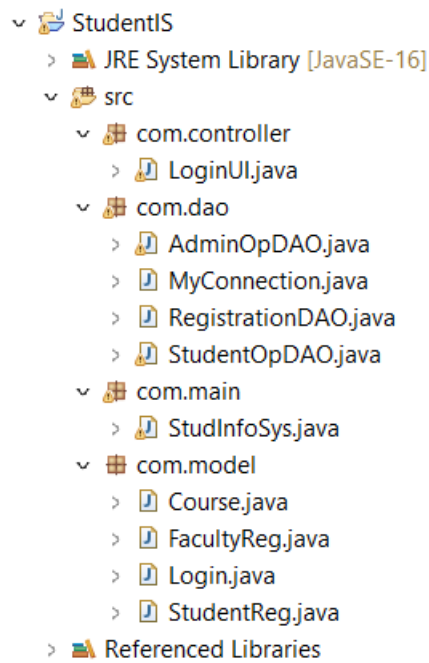 StudentIS
JRE System Library [JavaSE-16]
src
com.controller
LoginUI.java
com.dao
AdminOpDAO.java
MyConnection.java
RegistrationDAO.java
StudentOpDAO.java
com.main
StudInfoSys.java
com.model
Course.java
FacultyReg.java
Login.java
StudentReg.java
Referenced Libraries